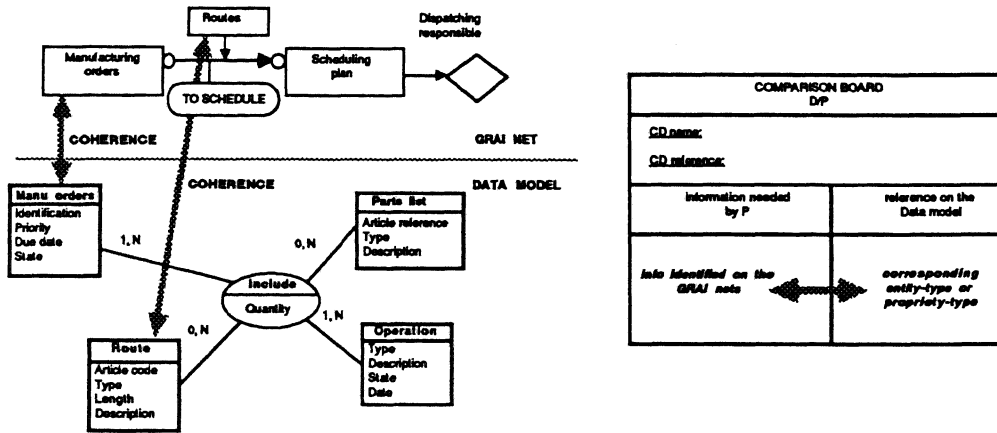 Routes
Dispatching
responsible
Manufacturing
orders
Scheduling
plan
TO SCHEDULE
COHERENCE
GRAI NET
COHERENCE
DATA MODEL
Manu orders
Identification
Priority
Due date
State
1, N
0, N
Parts list
Article reference
Type
Description
Include
Quantity
0, N
1, N
Route
Article code
Type
Length
Description
Operation
Type
Description
State
Date
COMPARISON BOARD
D/P
CD name:
CD reference:
information needed
by P
reference on the
Data model
info identified on the
GRAI nets
corresponding
entity-type or
propriety-type